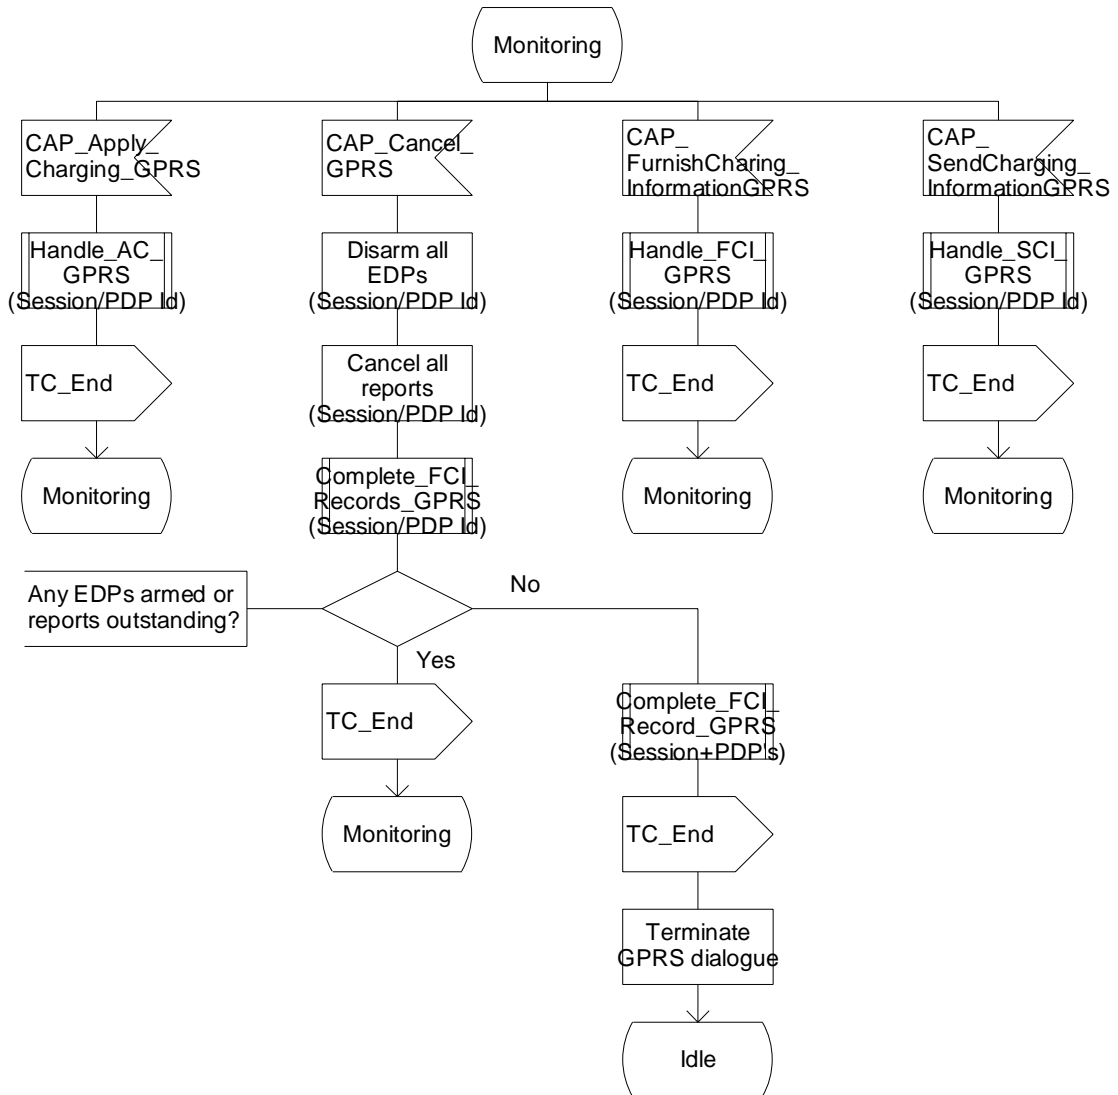 Monitoring
CAP_Apply_
Charging_GPRS
CAP_Cancel_
GPRS
CAP_
FurnishCharing_
InformationGPRS
CAP_
SendCharging_
InformationGPRS
Handle_AC_
GPRS
(Session/PDP Id)
Disarm all
EDPs
(Session/PDP Id)
Handle_FCI_
GPRS
(Session/PDP Id)
Handle_SCI_
GPRS
(Session/PDP Id)
TC_End
Cancel all
reports
(Session/PDP Id)
TC_End
TC_End
Monitoring
Complete_FCI_
Records_GPRS
(Session/PDP Id)
Monitoring
Monitoring
Any EDPs armed or
reports outstanding?
No
Yes
TC_End
Complete_FCI_
Record_GPRS
(Session+PDP's)
Monitoring
TC_End
Terminate
GPRS dialogue
Idle